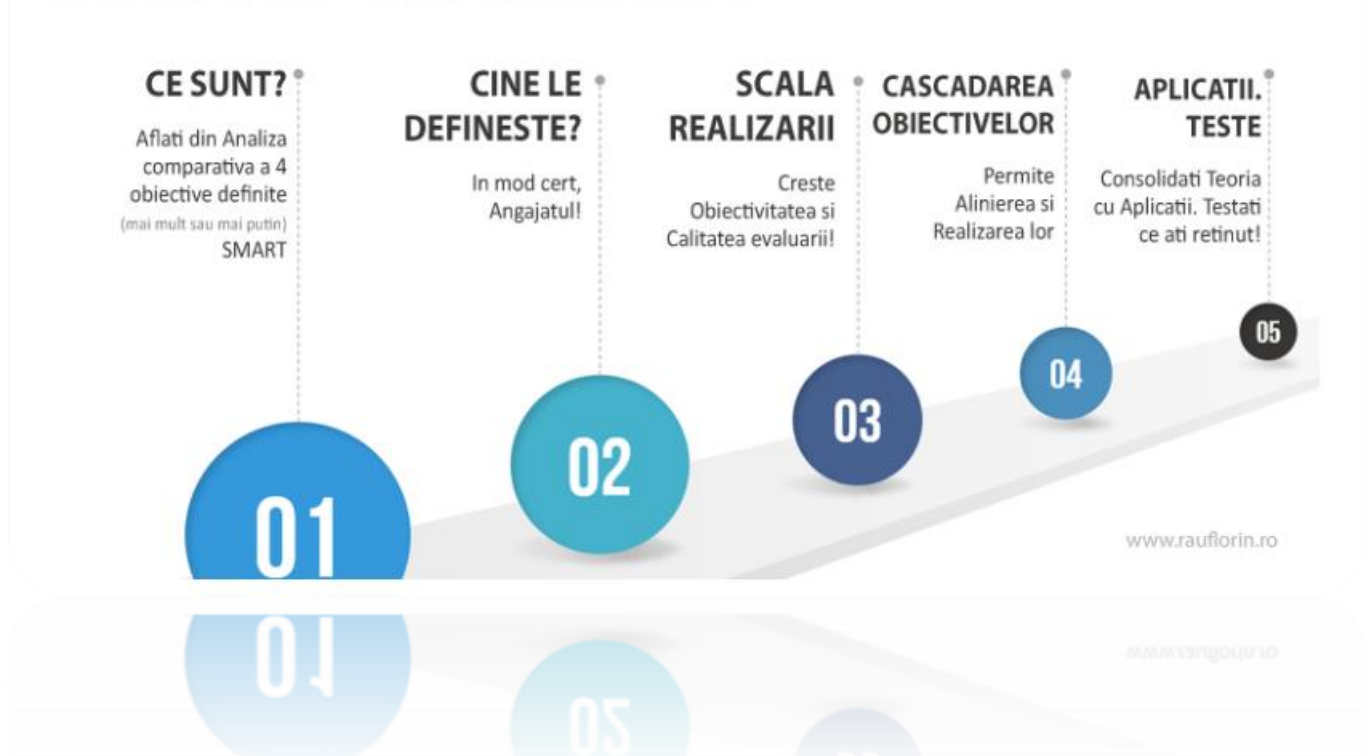 CE SUNT?
Aflati din Analiza
comparativa a 4
obiective definite
(mai mult sau mai putin)
SMART
01
CINE LE
DEFINESTE?
In mod cert,
Angajatul!
02
SCALA
REALIZARII
Creste
Obiectivitatea si
Calitatea evaluarii!
03
CASCADAREA
OBIECTIVELOR
Permite
Alinierea si
Realizarea lor
04
APLICATII.
TESTE
Consolidati Teoria
cu Aplicatii. Testati
ce ati retinut!
05
www.rauflorin.ro